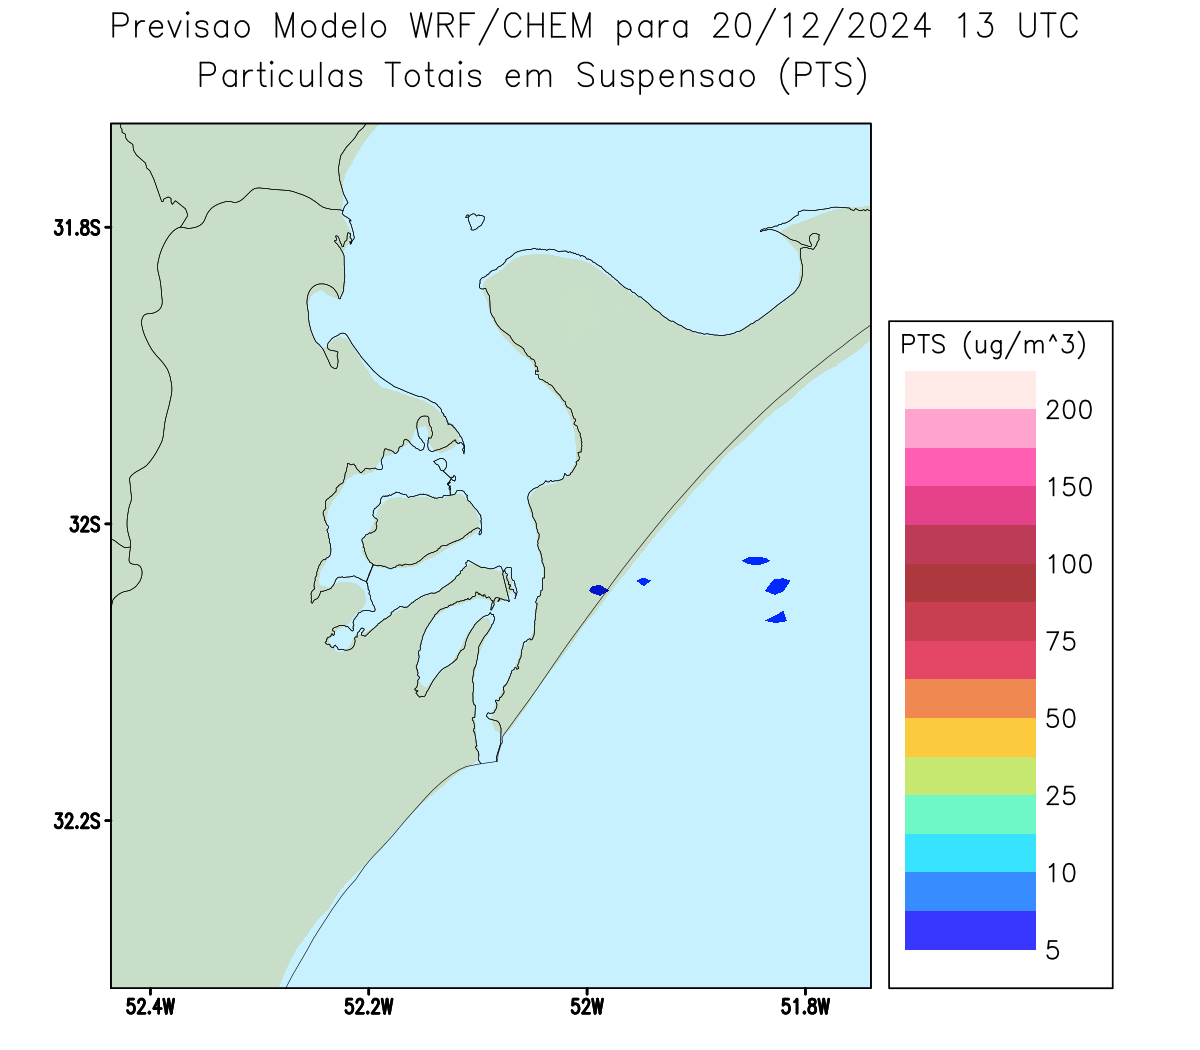 Previsao Modelo WRF/CHEM para 20/12/2024 13 UTC
Particulas Totais em Suspensao (PTS)
31.8S
32S
32.2S
52.4W
52.2W
52W
51.8W
PTS (ug/m^3)
200
150
100
75
50
25
10
5